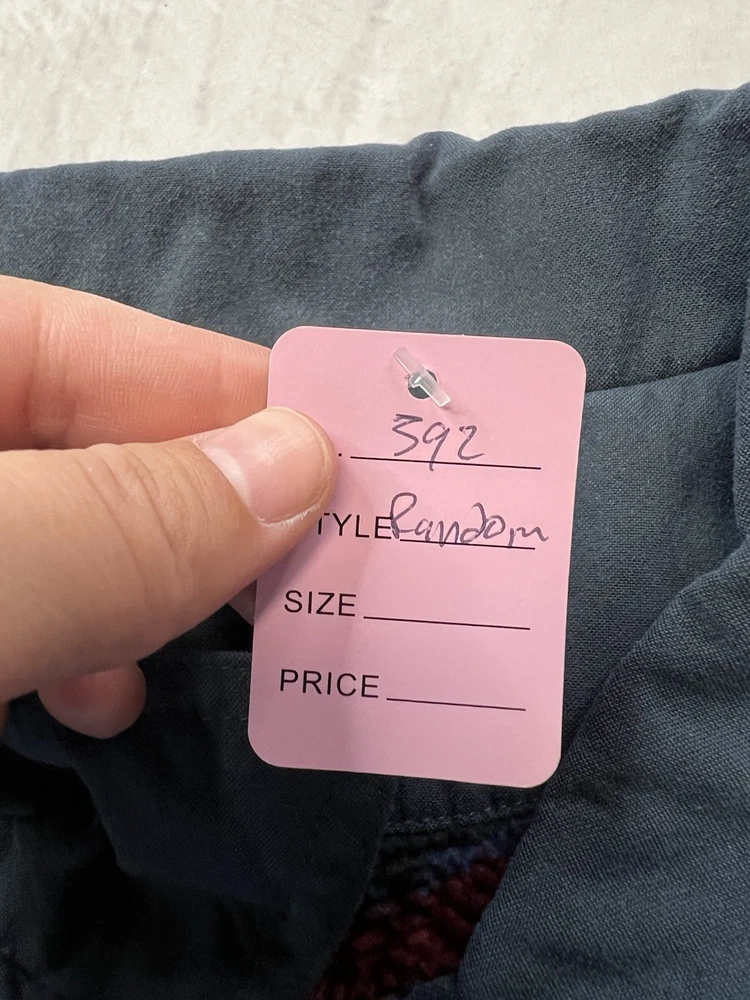 . 392
TYLE Random
SIZE
PRICE